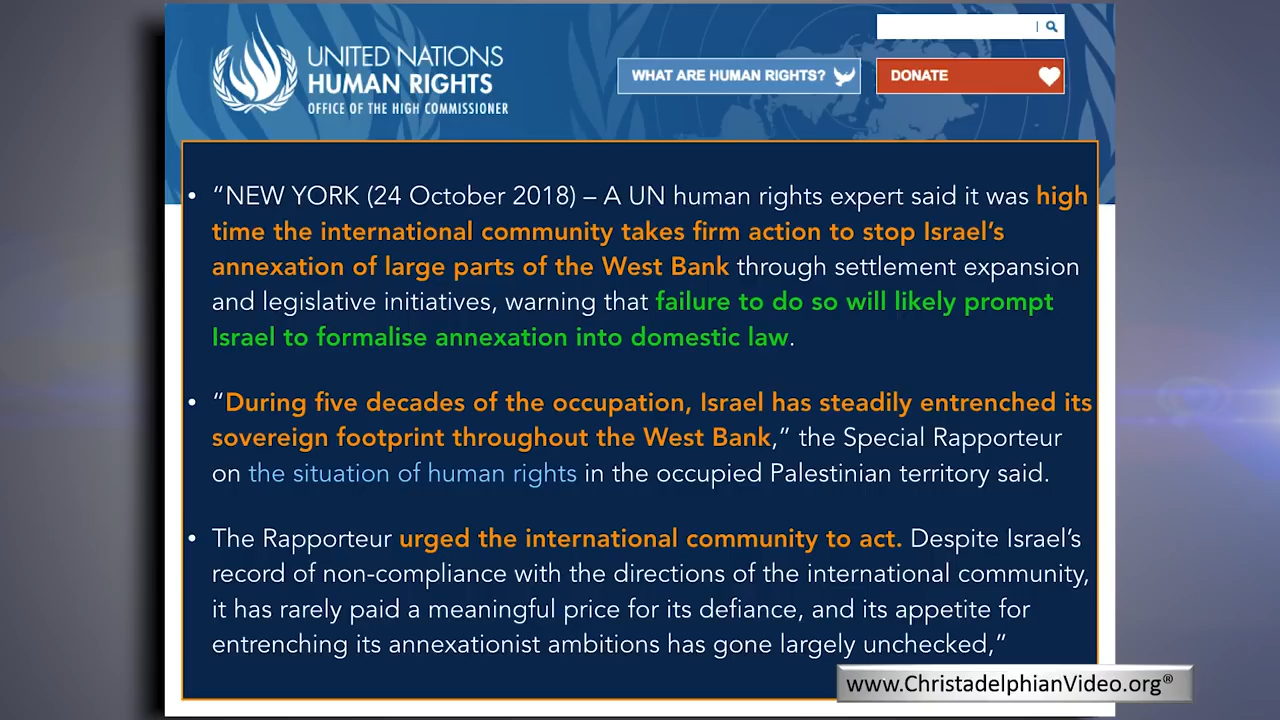 UNITED NATIONS
HUMAN RIGHTS
OFFICE OF THE HIGH COMMISSIONER
WHAT ARE HUMAN RIGHTS?
DONATE
• “NEW YORK (24 October 2018) – A UN human rights expert said it was high
time the international community takes firm action to stop Israel’s
annexation of large parts of the West Bank through settlement expansion
and legislative initiatives, warning that failure to do so will likely prompt
Israel to formalise annexation into domestic law.
• “During five decades of the occupation, Israel has steadily entrenched its
sovereign footprint throughout the West Bank,” the Special Rapporteur
on the situation of human rights in the occupied Palestinian territory said.
• The Rapporteur urged the international community to act. Despite Israel’s
record of non-compliance with the directions of the international community,
it has rarely paid a meaningful price for its defiance, and its appetite for
entrenching its annexationist ambitions has gone largely unchecked,”
www.ChristadelphianVideo.org®